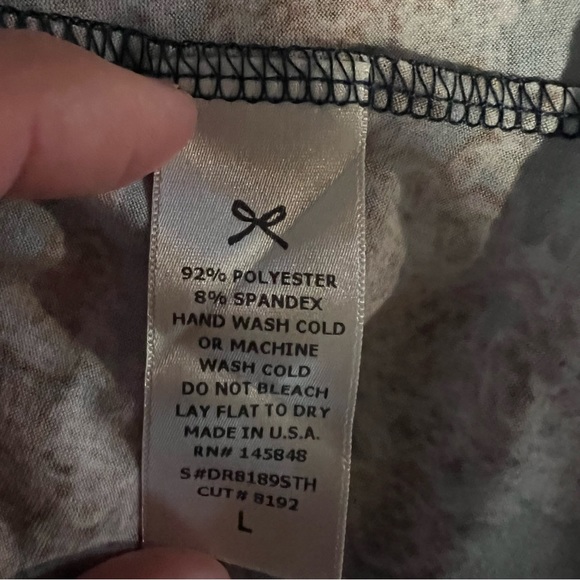 92% POLYESTER
8% SPANDEX
HAND WASH COLD
OR MACHINE
WASH COLD
DO NOT BLEACH
LAY FLAT TO DRY
MADE IN U.S.A.
RN# 145848
S#DR8189STH
CUT# 8192
L